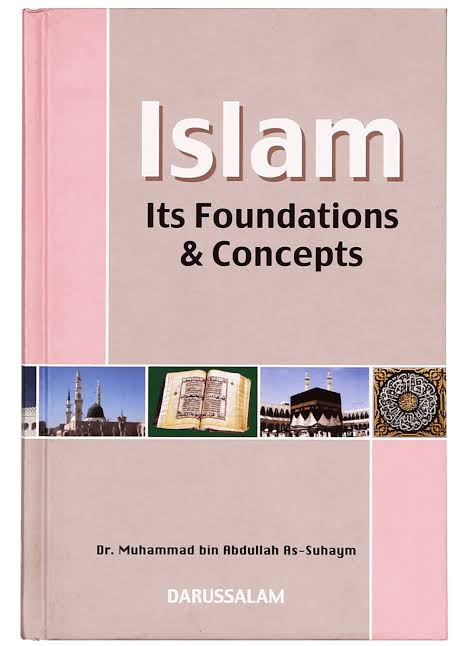 Islam
Its Foundations
& Concepts
Dr. Muhammad bin Abdullah As-Suhaym
DARUSSALAM